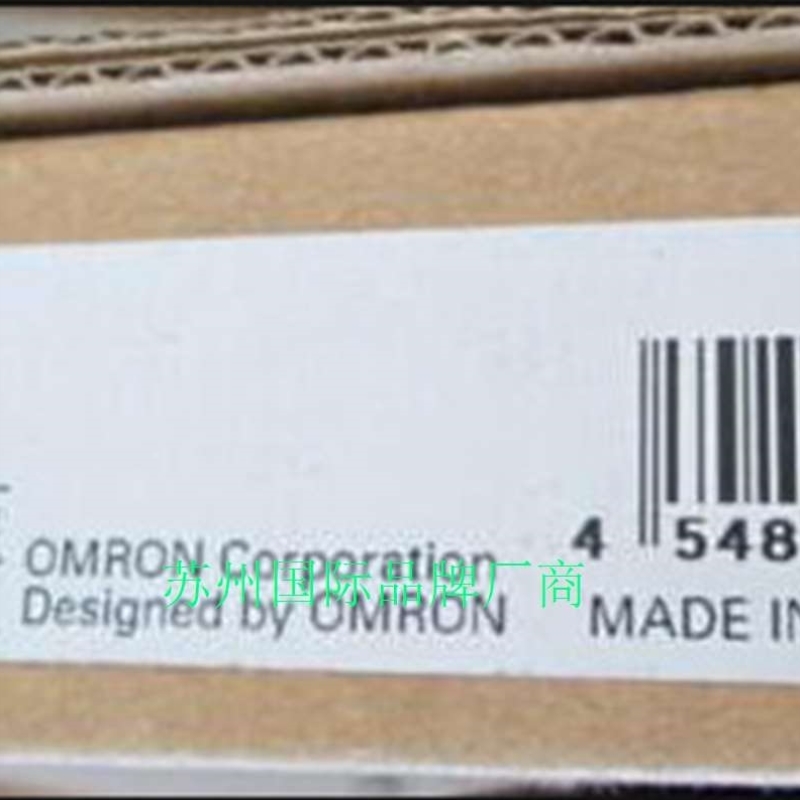 4 548
OMRON Corporation
苏州国际品牌厂商
Designed by OMRON
MADE IN